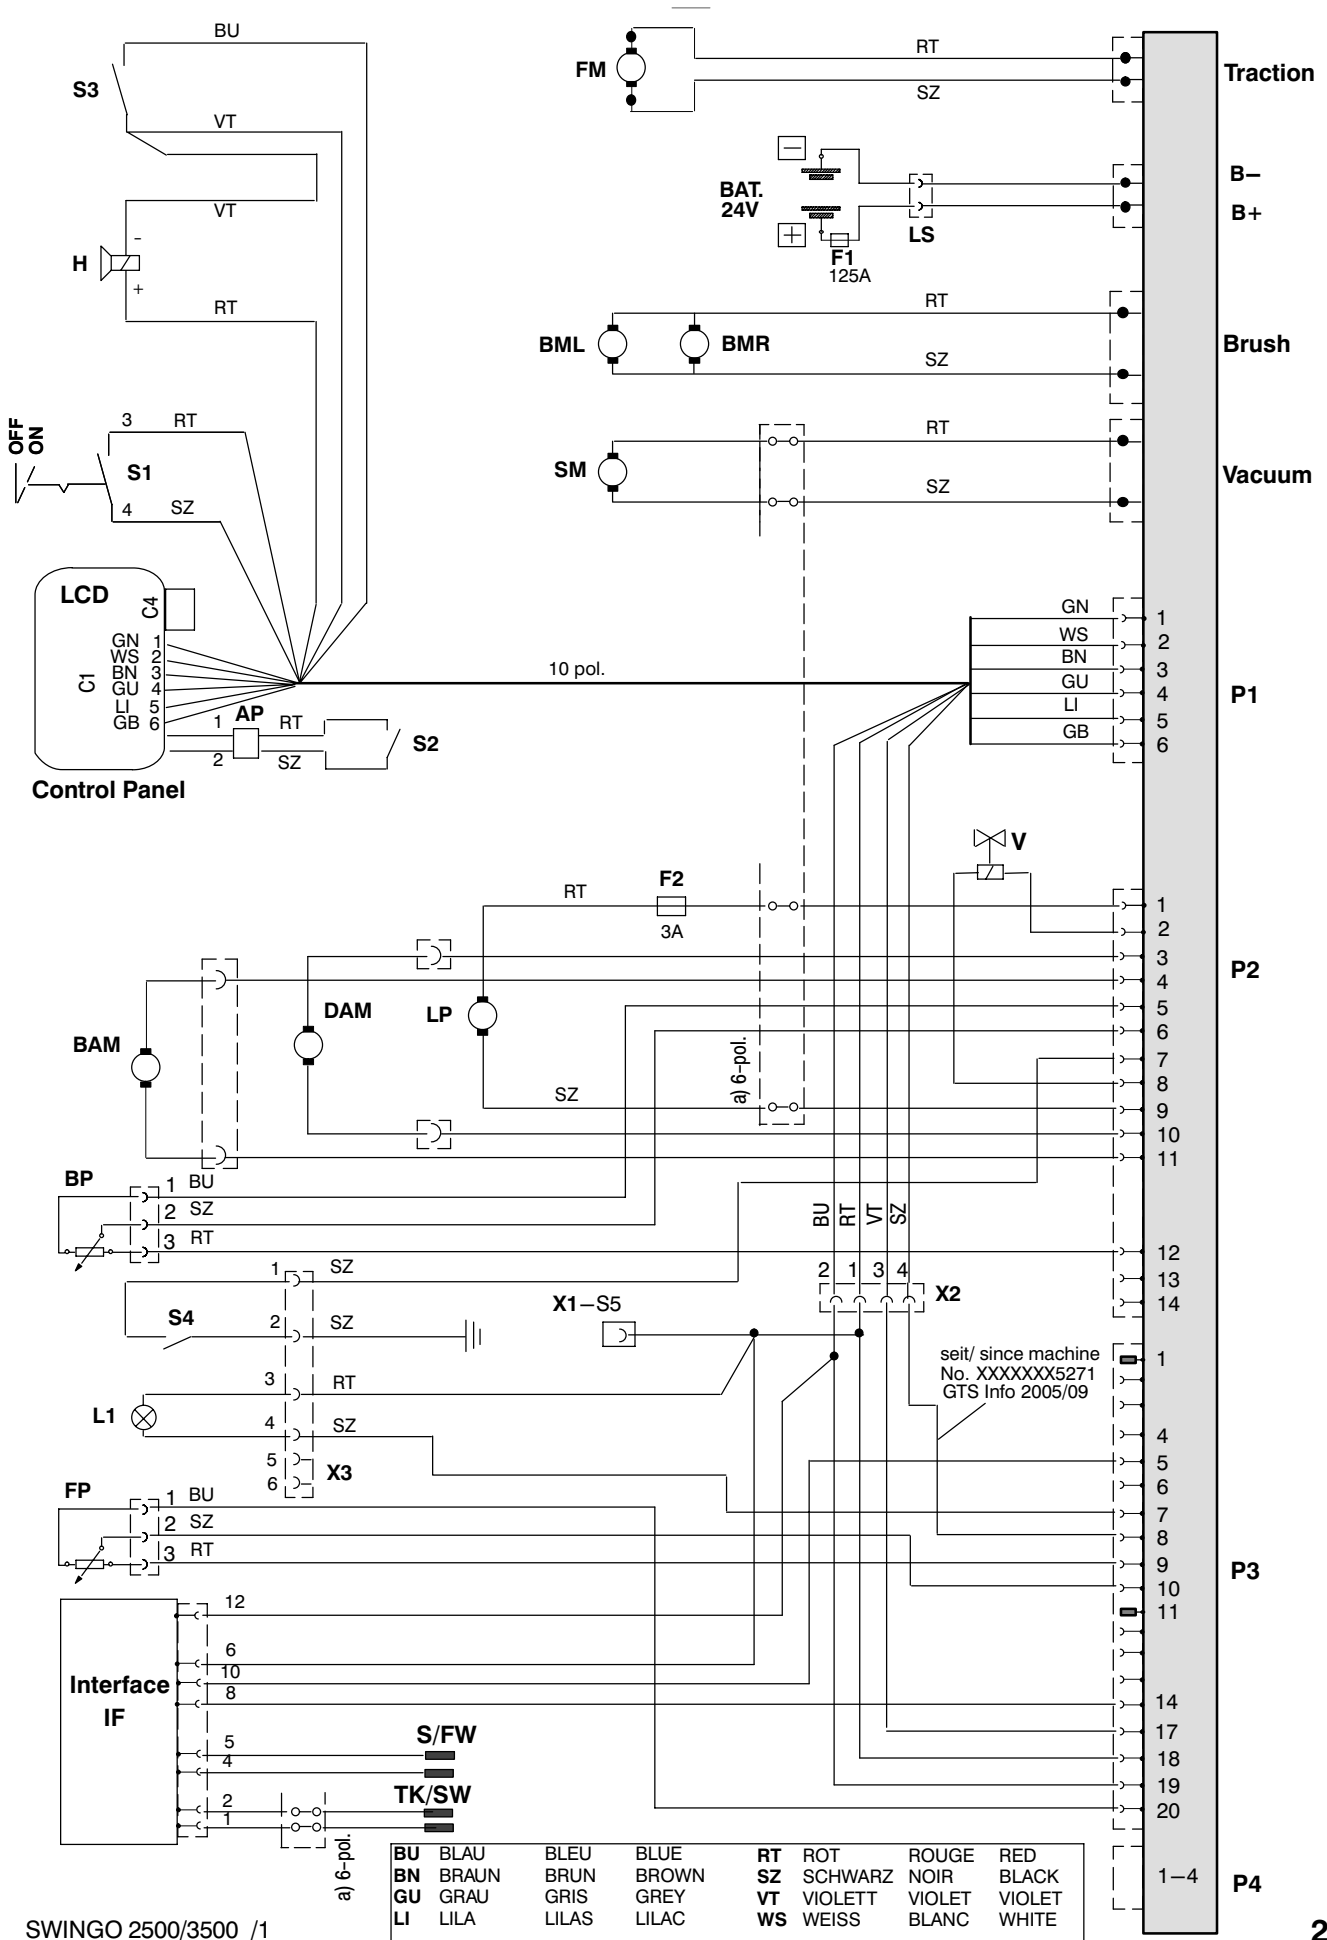 BU
S3
VT
VT
H
–
+
RT
FM
RT
SZ
Traction
BAT.
24V
–
+
F1
125A
LS
B–
B+
BML
BMR
RT
SZ
Brush
SM
RT
SZ
Vacuum
OFF
ON
3
RT
S1
4
SZ
LCD
C4
C1
GN 1
WS 2
BN 3
GU 4
LI 5
GB 6
1
AP
RT
2
SZ
S2
Control Panel
10 pol.
GN 1
WS 2
BN 3
GU 4
LI 5
GB 6
P1
V
RT
F2
3A
BAM
DAM
LP
SZ
a) 6–pol.
1
2
3
4
5
6
7
8
9
10
11
12
13
14
P2
BP
1 BU
2 SZ
3 RT
BU
RT
VT
SZ
2 1 3 4
X2
1 SZ
S4
2 SZ
X1–S5
3 RT
L1
4 SZ
5
6
X3
seit/ since machine
No. XXXXXXX5271
GTS Info 2005/09
FP
1 BU
2 SZ
3 RT
1
4
5
6
7
8
9
10
11
14
17
18
19
20
P3
Interface
IF
12
6
10
8
5
4
2
1
S/FW
TK/SW
a) 6–pol.
BU BLAU BLEU BLUE RT ROT ROUGE RED
BN BRAUN BRUN BROWN SZ SCHWARZ NOIR BLACK
GU GRAU GRIS GREY VT VIOLETT VIOLET VIOLET
LI LILA LILAS LILAC WS WEISS BLANC WHITE
1–4
P4
SWINGO 2500/3500 /1
2